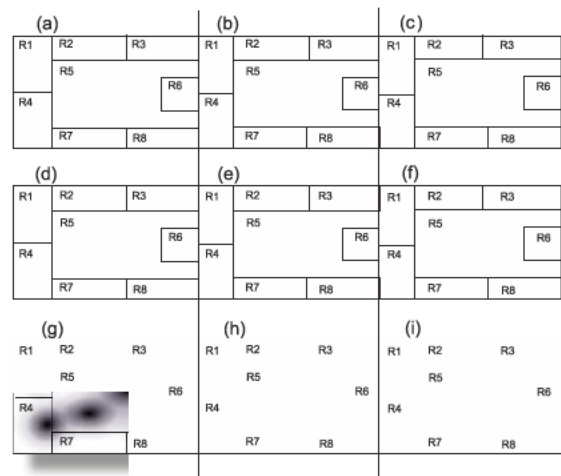 (a) (b) (c)
R1 R2 R3 R1 R2 R3 R1 R2 R3
R5 R5 R5
R6 R6 R6
R4 R4 R4
R7 R8 R7 R8 R7 R8
(d) (e) (f)
R1 R2 R3 R1 R2 R3 R1 R2 R3
R5 R5 R5
R6 R6 R6
R4 R4 R4
R7 R8 R7 R8 R7 R8
(g) (h) (i)
R1 R2 R3 R1 R2 R3 R1 R2 R3
R5 R5 R5
R6 R6 R6
R4 R4 R4
R7 R8 R7 R8 R7 R8